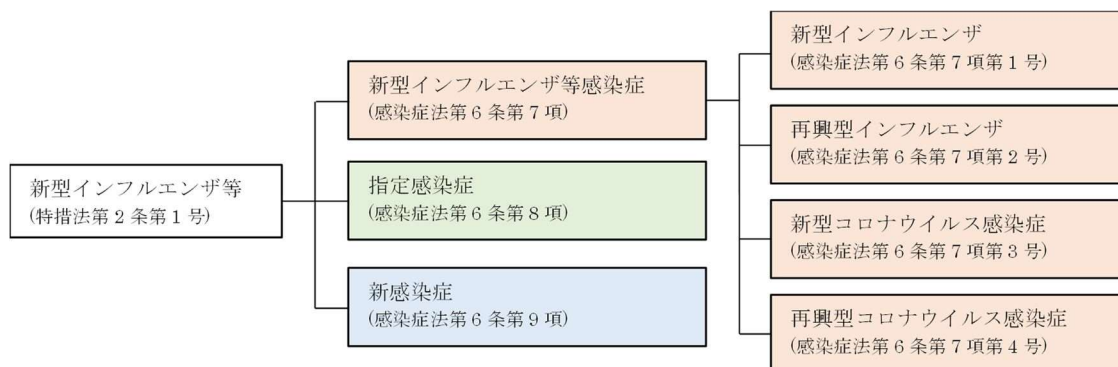 新型インフルエンザ等
(特措法第２条第１号)
新型インフルエンザ等感染症
(感染症法第６条第７項)
指定感染症
(感染症法第６条第８項)
新感染症
(感染症法第６条第９項)
新型インフルエンザ
(感染症法第６条第７項第１号)
再興型インフルエンザ
(感染症法第６条第７項第２号)
新型コロナウイルス感染症
(感染症法第６条第７項第３号)
再興型コロナウイルス感染症
(感染症法第６条第７項第４号)